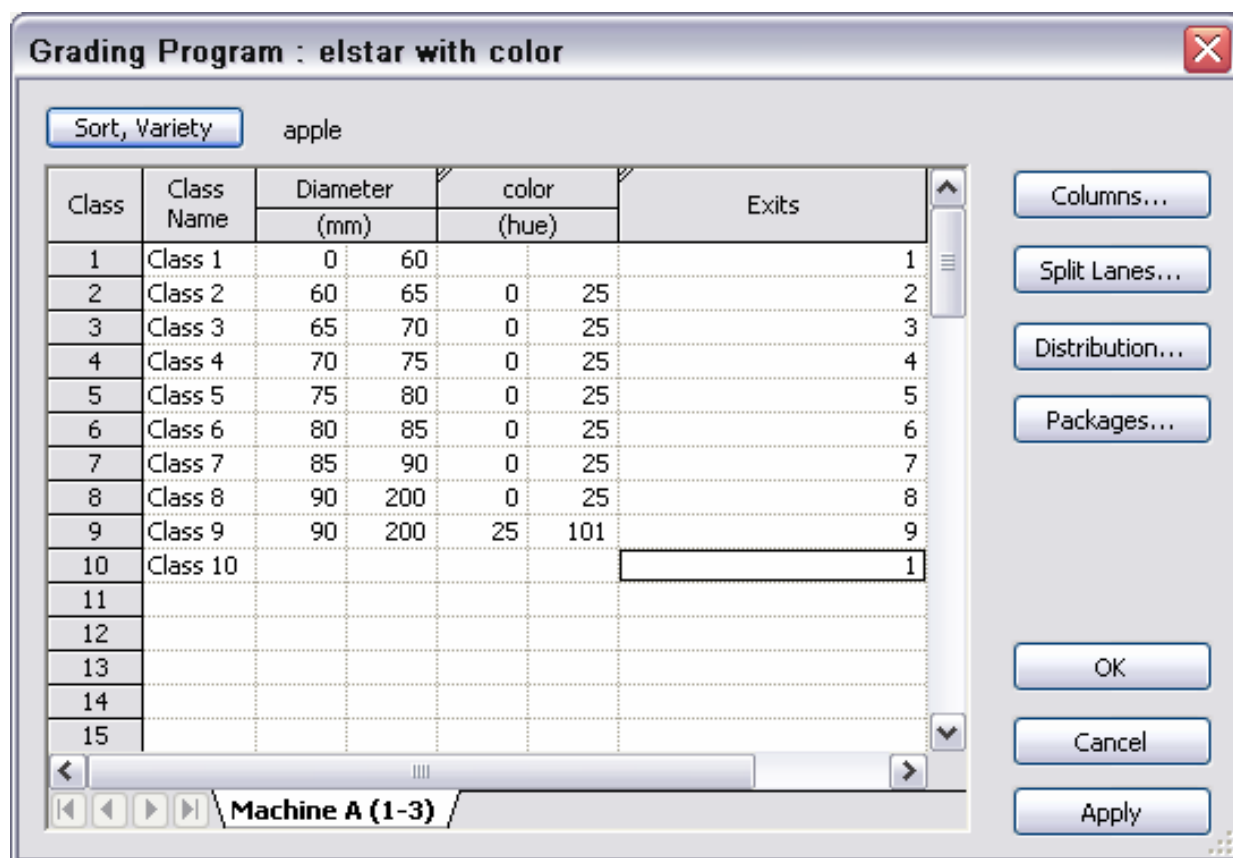 Grading Program : elstar with color
Sort, Variety apple
Class Class Name Diameter (mm) color (hue) Exits
1 Class 1 0 60 1
2 Class 2 60 65 0 25 2
3 Class 3 65 70 0 25 3
4 Class 4 70 75 0 25 4
5 Class 5 75 80 0 25 5
6 Class 6 80 85 0 25 6
7 Class 7 85 90 0 25 7
8 Class 8 90 200 0 25 8
9 Class 9 90 200 25 101 9
10 Class 10 1
11
12
13
14
15
Machine A (1-3)
Columns...
Split Lanes...
Distribution...
Packages...
OK
Cancel
Apply